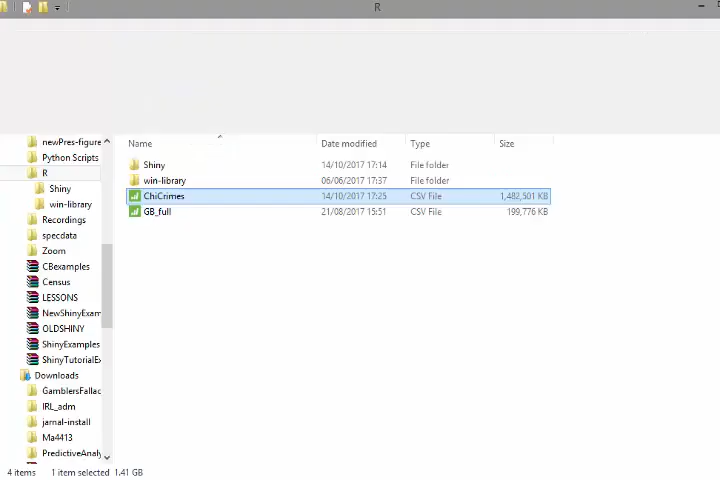 R
newPres-figure
Python Scripts
R
Shiny
win-library
Recordings
specdata
Zoom
CBexamples
Census
LESSONS
NewShinyExam
OLDSHINY
ShinyExamples
ShinyTutorialEx
Downloads
GamblersFallac
IRL_adm
jamal-install
Ma4413
PredictiveAnaly
Name Date modified Type Size
Shiny 14/10/2017 17:14 File folder
win-library 06/06/2017 17:37 File folder
ChiCrimes 14/10/2017 17:25 CSV File 1,482,501 KB
GB_full 21/08/2017 15:51 CSV File 199,776 KB
4 items 1 item selected 1.41 GB